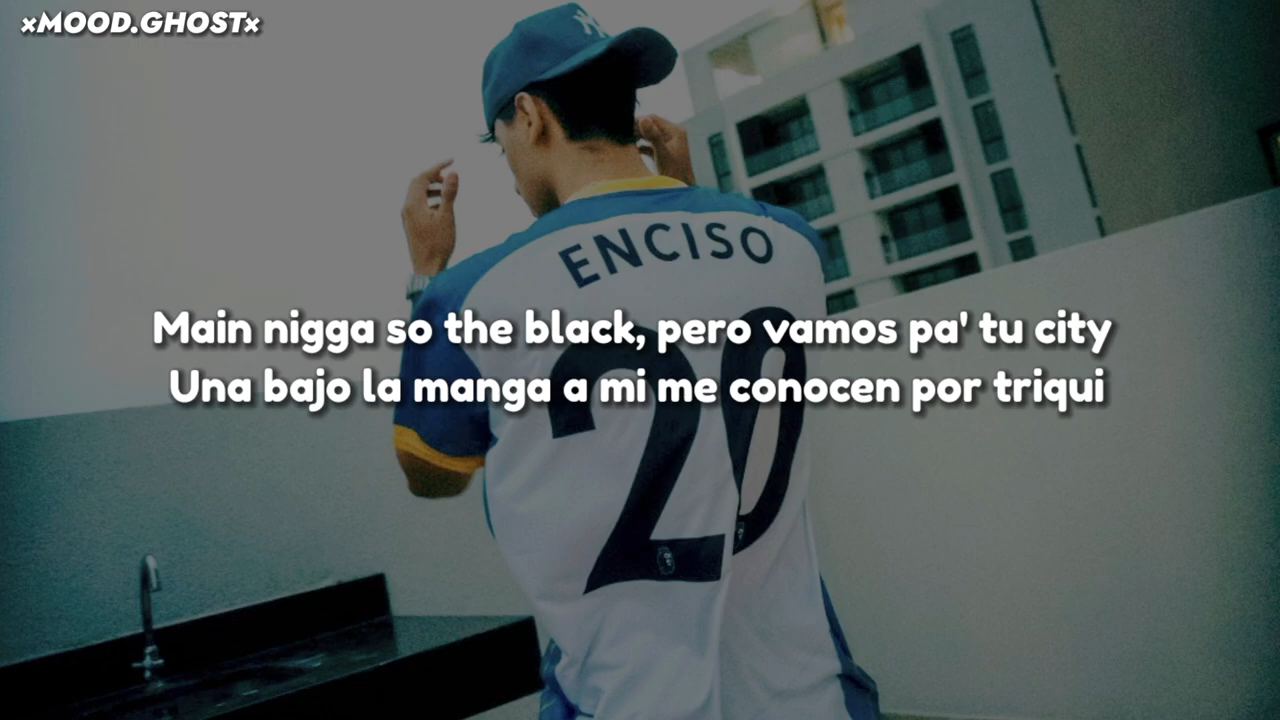 ×MOOD.GHOST×
NY
ENCISO
Main nigga so the black, pero vamos pa' tu city
Una bajo la manga a mi me conocen por triqui
20